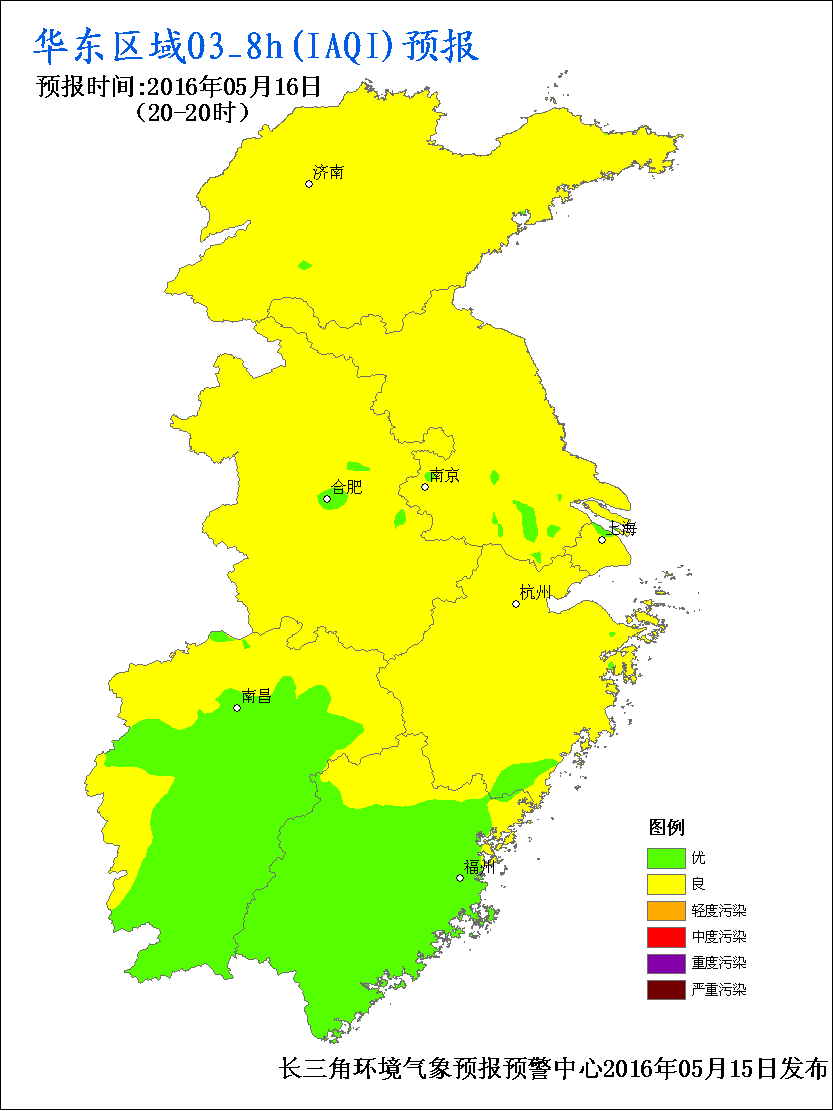 华东区域O3_8h(IAQI)预报
预报时间:2016年05月16日
（20-20时）
济南
合肥
南京
上海
杭州
南昌
福州
图例
优
良
轻度污染
中度污染
重度污染
严重污染
长三角环境气象预报预警中心2016年05月15日发布